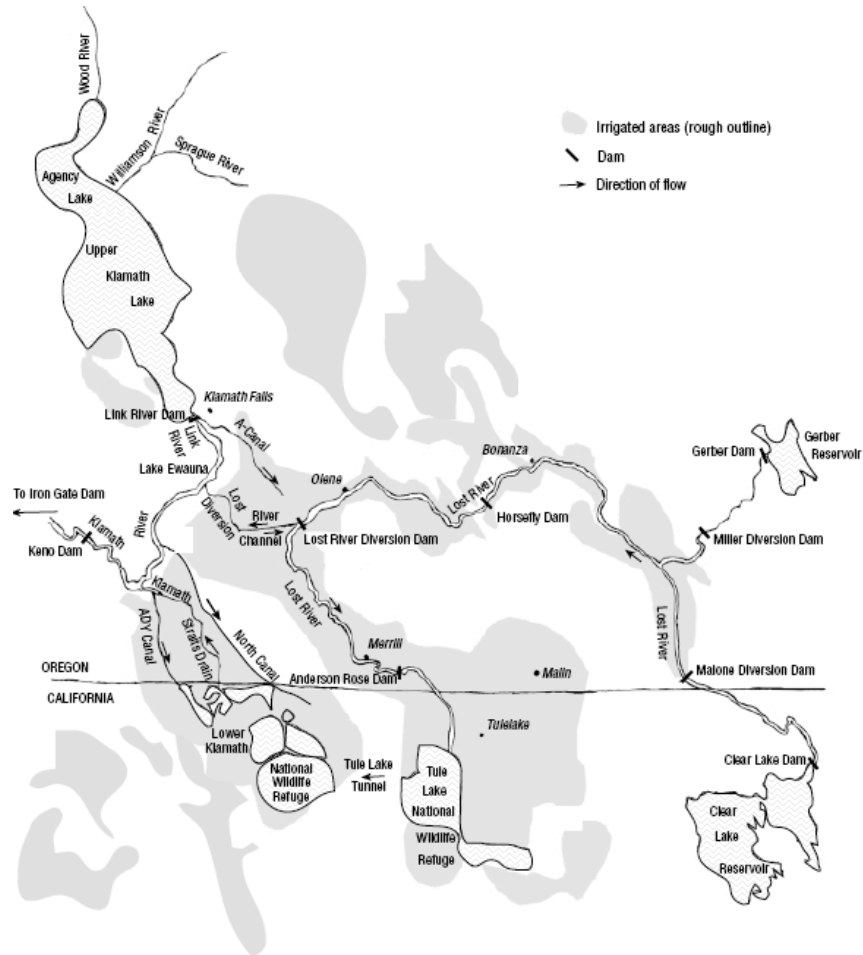 Wood River
Williamson River
Sprague River
Irrigated areas (rough outline)
Dam
Direction of flow
Agency
Lake
Upper
Klamath
Lake
Klamath Falls
Link River Dam
A-Canal
Link
River
Lake Ewauna
Bonanza
Gerber Dam
Gerber
Reservoir
Olene
To Iron Gate Dam
Lost
Diversion
River
Channel
Lost River
Horsefly Dam
Klamath
River
Keno Dam
Lost River Diversion Dam
Miller Diversion Dam
Klamath
ADY Canal
Straits Drain
North Canal
Lost River
Lost River
Merrill
OREGON
CALIFORNIA
Anderson Rose Dam
Malin
Malone Diversion Dam
Lower
Klamath
National
Wildlife
Refuge
Tule Lake
Tunnel
Tulelake
Tule
Lake
National
Wildlife
Refuge
Clear Lake Dam
Clear
Lake
Reservoir